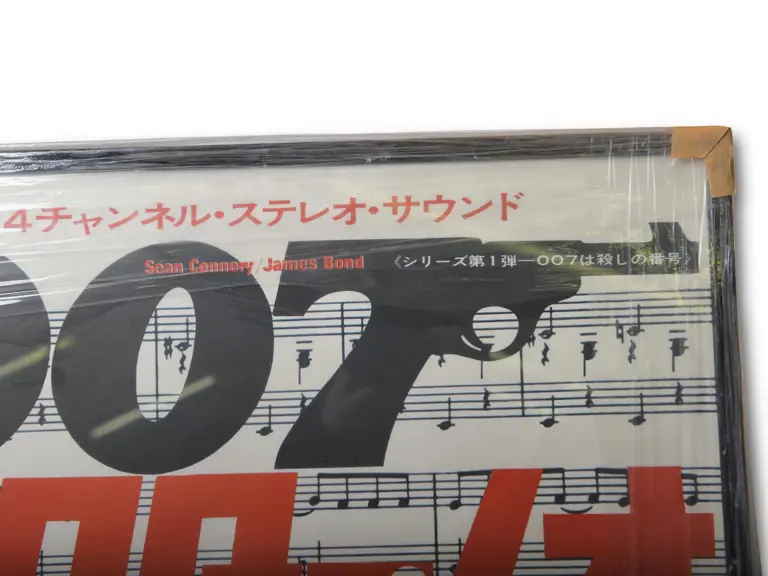 4チャンネル・ステレオ・サウンド
007
Sean Connory/James Bond 《シリーズ第1弾―007は殺しの番号》